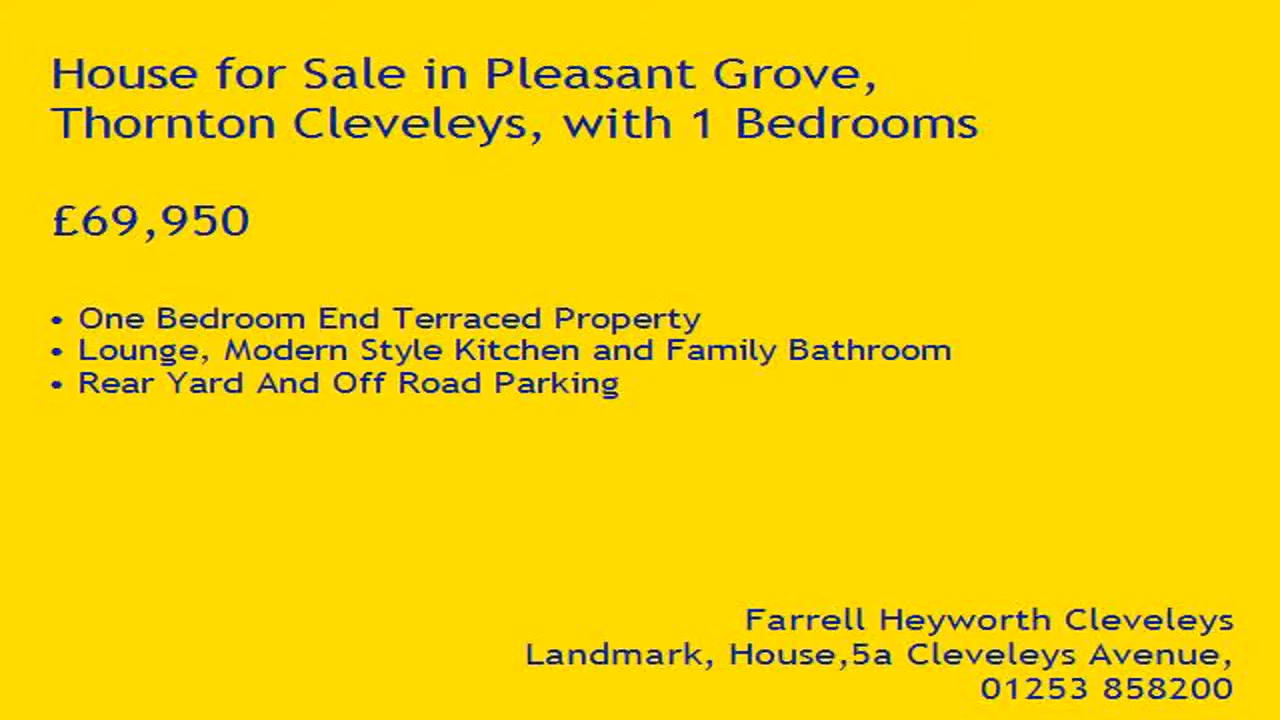 House for Sale in Pleasant Grove,
Thornton Cleveleys, with 1 Bedrooms
£69,950
• One Bedroom End Terraced Property
• Lounge, Modern Style Kitchen and Family Bathroom
• Rear Yard And Off Road Parking
Farrell Heyworth Cleveleys
Landmark, House,5a Cleveleys Avenue,
01253 858200